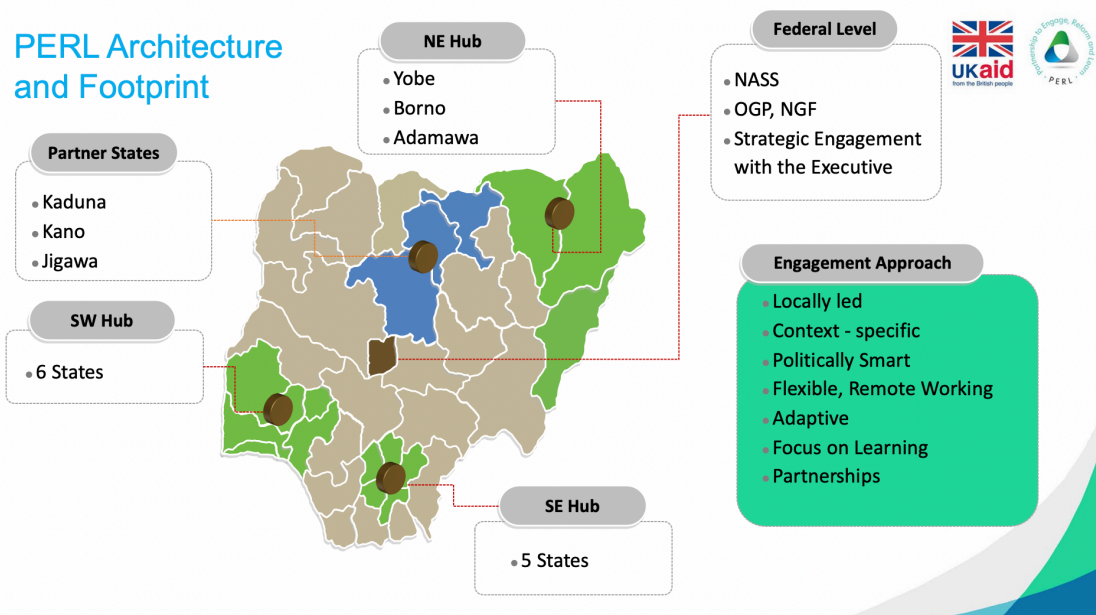 PERL Architecture
and Footprint
NE Hub
• Yobe
• Borno
• Adamawa
Federal Level
• NASS
• OGP, NGF
• Strategic Engagement
with the Executive
UKaid
from the British people
Partnership to Engage, Reform and Learn
- PERL -
Partner States
• Kaduna
• Kano
• Jigawa
SW Hub
• 6 States
SE Hub
• 5 States
Engagement Approach
• Locally led
• Context - specific
• Politically Smart
• Flexible, Remote Working
• Adaptive
• Focus on Learning
• Partnerships